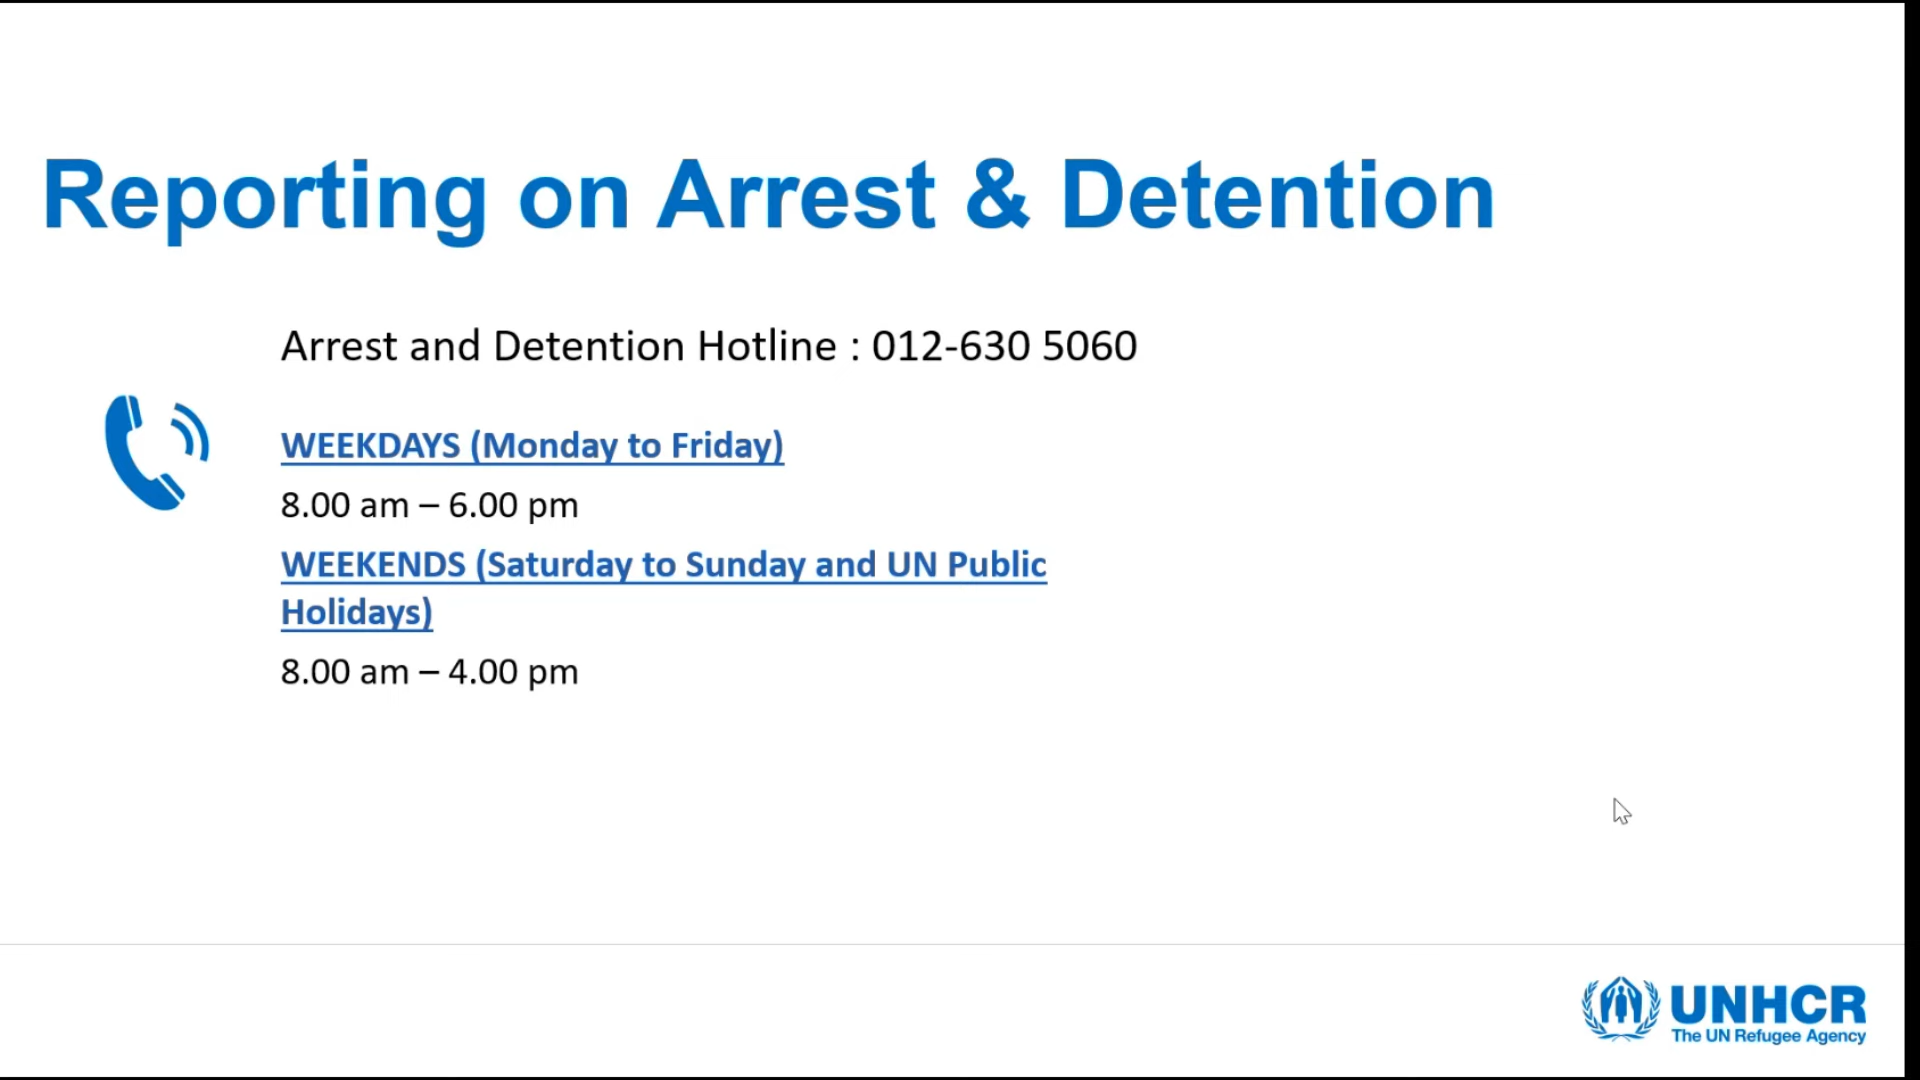 Reporting on Arrest & Detention
Arrest and Detention Hotline : 012-630 5060
WEEKDAYS (Monday to Friday)
8.00 am – 6.00 pm
WEEKENDS (Saturday to Sunday and UN Public
Holidays)
8.00 am – 4.00 pm
UNHCR
The UN Refugee Agency